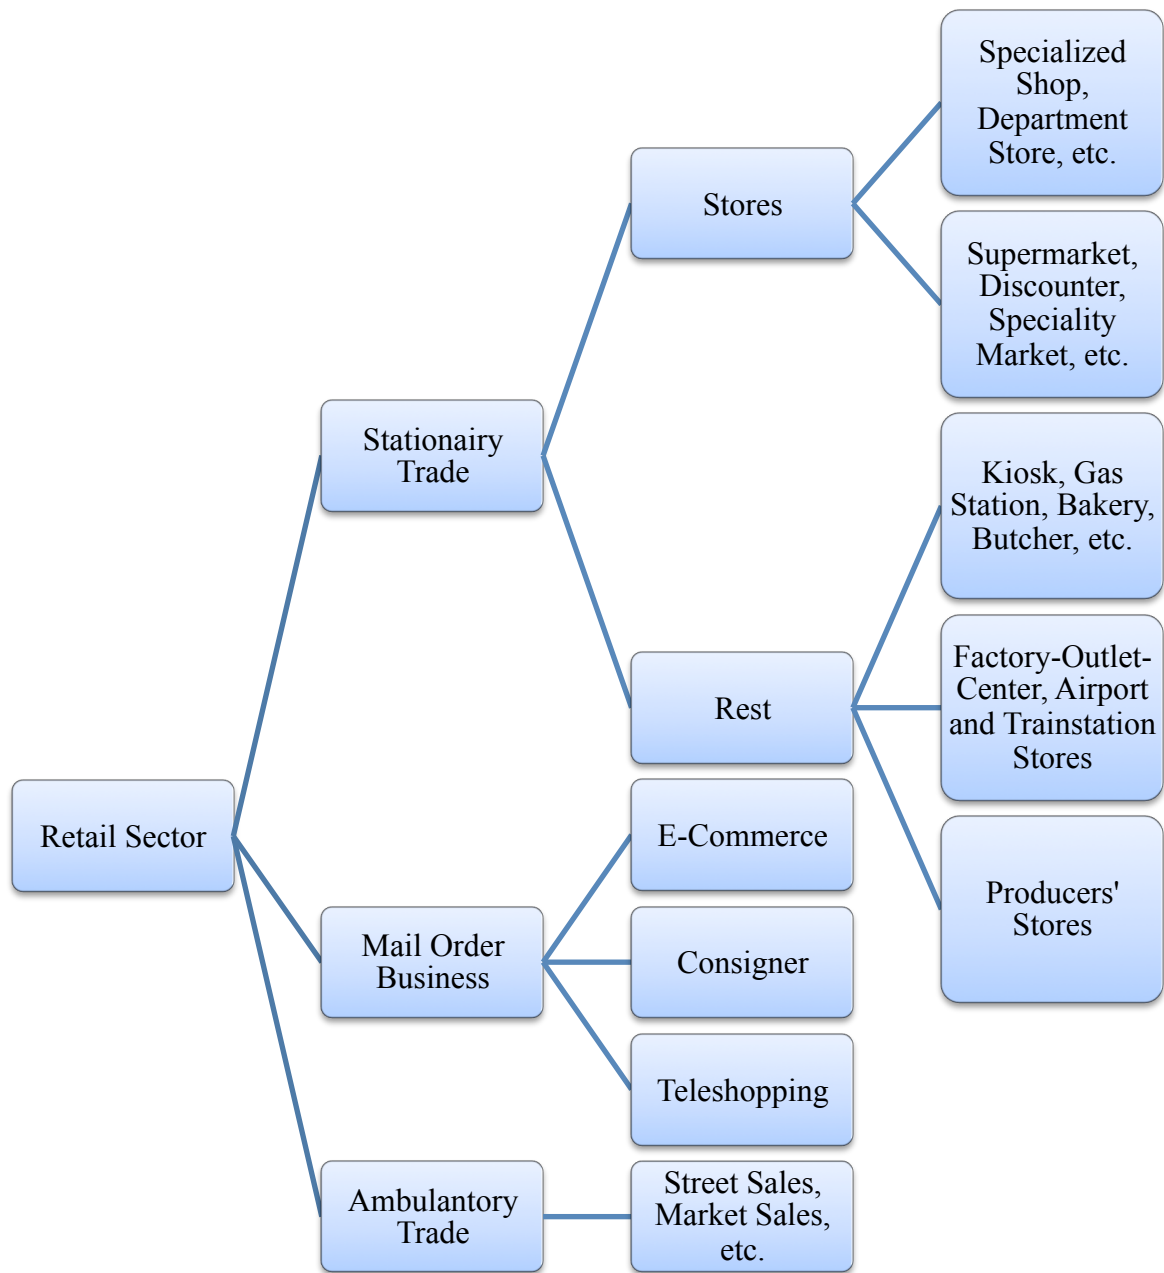 Retail Sector
Stationairy
Trade
Stores
Specialized
Shop,
Department
Store, etc.
Supermarket,
Discounter,
Speciality
Market, etc.
Rest
Kiosk, Gas
Station, Bakery,
Butcher, etc.
Factory-Outlet-
Center, Airport
and Trainstation
Stores
Producers'
Stores
Mail Order
Business
E-Commerce
Consigner
Teleshopping
Ambulantory
Trade
Street Sales,
Market Sales,
etc.